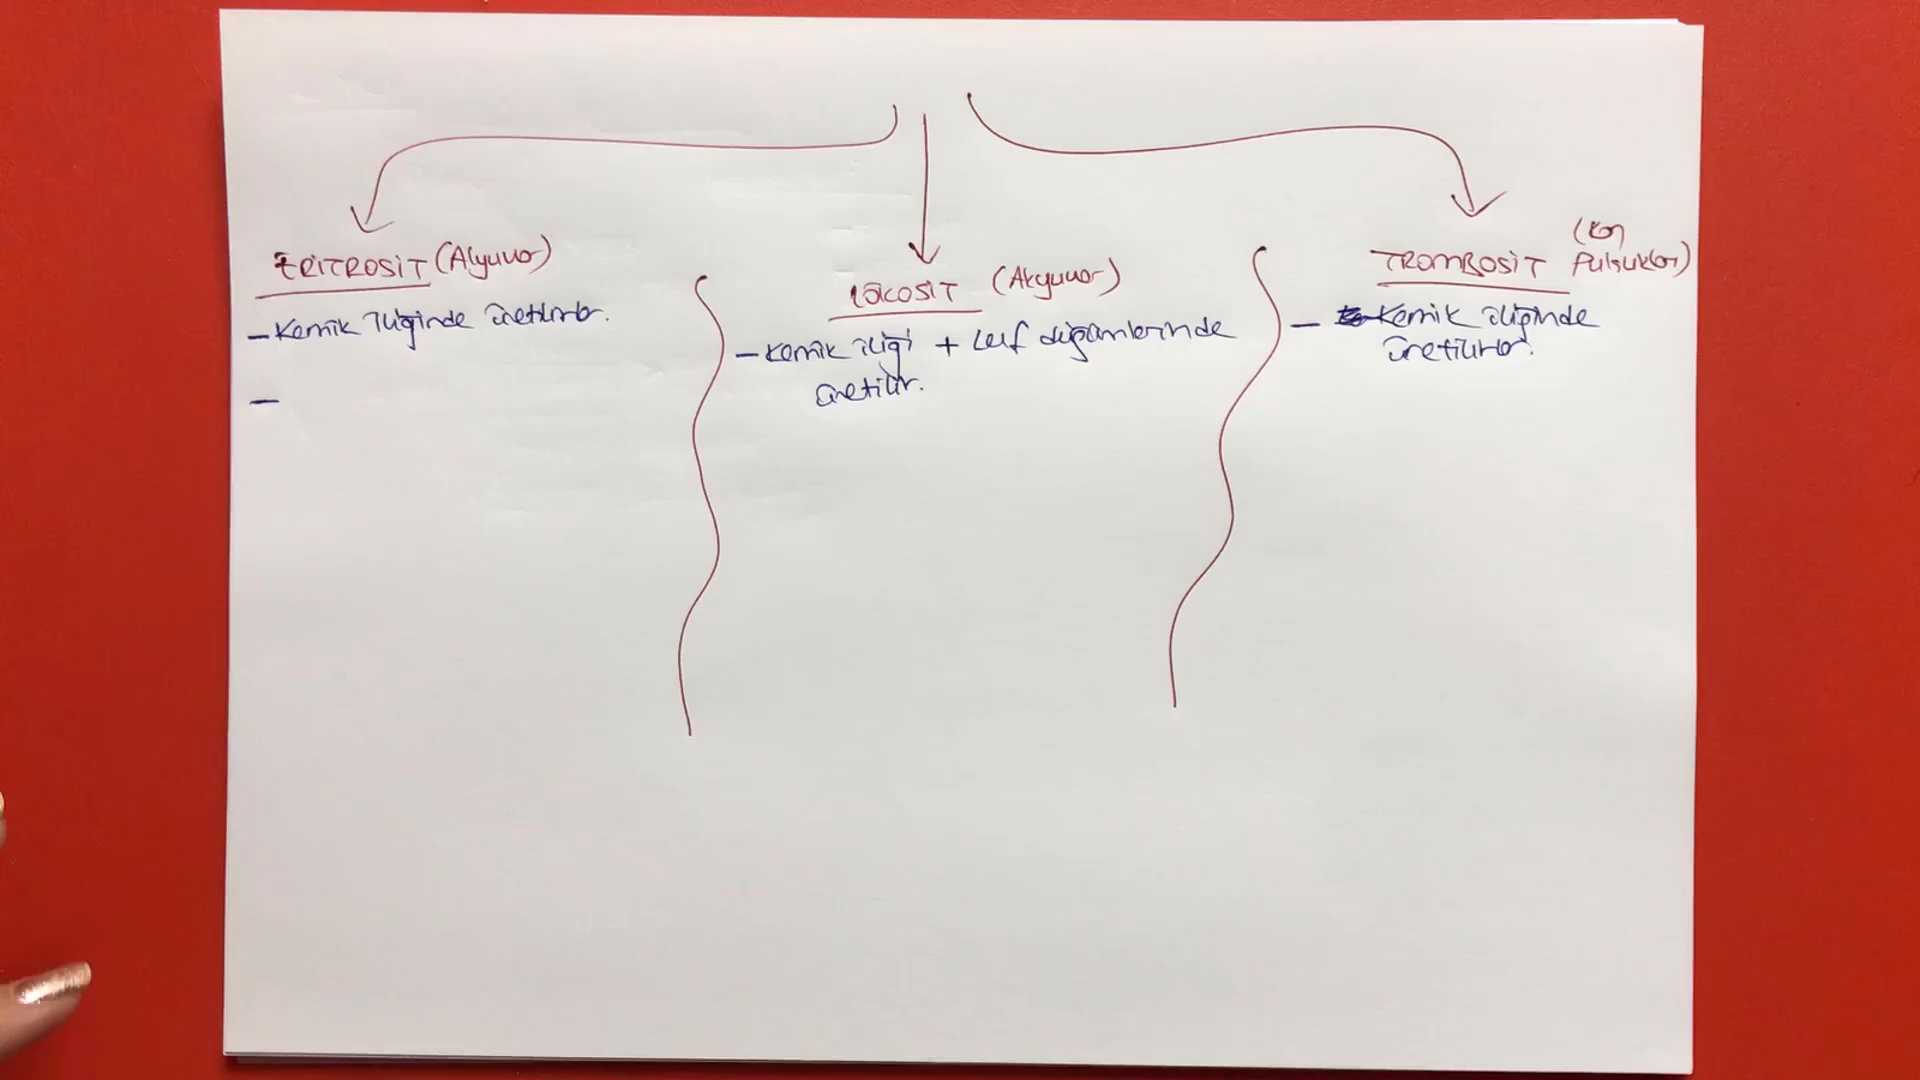 ERİTROSİT (Alyuvar)
- Kemik iliğinde üretilirler.
-
LÖKOSİT (Akyuvar)
- Kemik iliği + Lenf düğümlerinde
üretilir.
TROMBOSİT (Kan
Pulcukları)
- Kemik iliğinde
üretilirler.